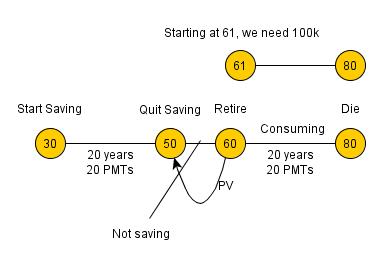 Starting at 61, we need 100k
61
80
Start Saving
Quit Saving
Retire
Die
30
50
60
80
20 years
20 PMTs
Consuming
20 years
20 PMTs
PV
Not saving